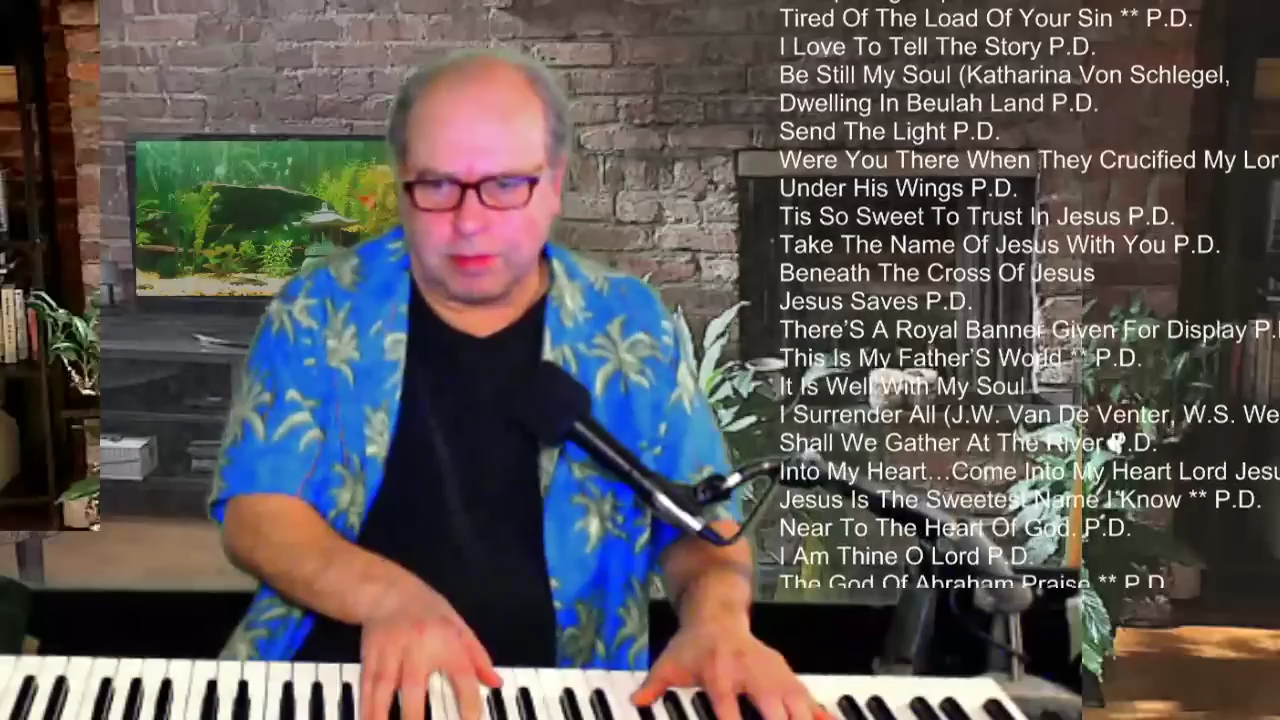 Tired Of The Load Of Your Sin ** P.D.
I Love To Tell The Story P.D.
Be Still My Soul (Katharina Von Schlegel,
Dwelling In Beulah Land P.D.
Send The Light P.D.
Were You There When They Crucified My Lor
Under His Wings P.D.
Tis So Sweet To Trust In Jesus P.D.
Take The Name Of Jesus With You P.D.
Beneath The Cross Of Jesus
Jesus Saves P.D.
There'S A Royal Banner Given For Display P.
This Is My Father'S World ** P.D.
It Is Well With My Soul
I Surrender All (J.W. Van De Venter, W.S. We
Shall We Gather At The River P.D.
Into My Heart...Come Into My Heart Lord Jesu
Jesus Is The Sweetest Name I Know ** P.D.
Near To The Heart Of God. P.D.
I Am Thine O Lord P.D.
The God Of Abraham Praise ** P.D